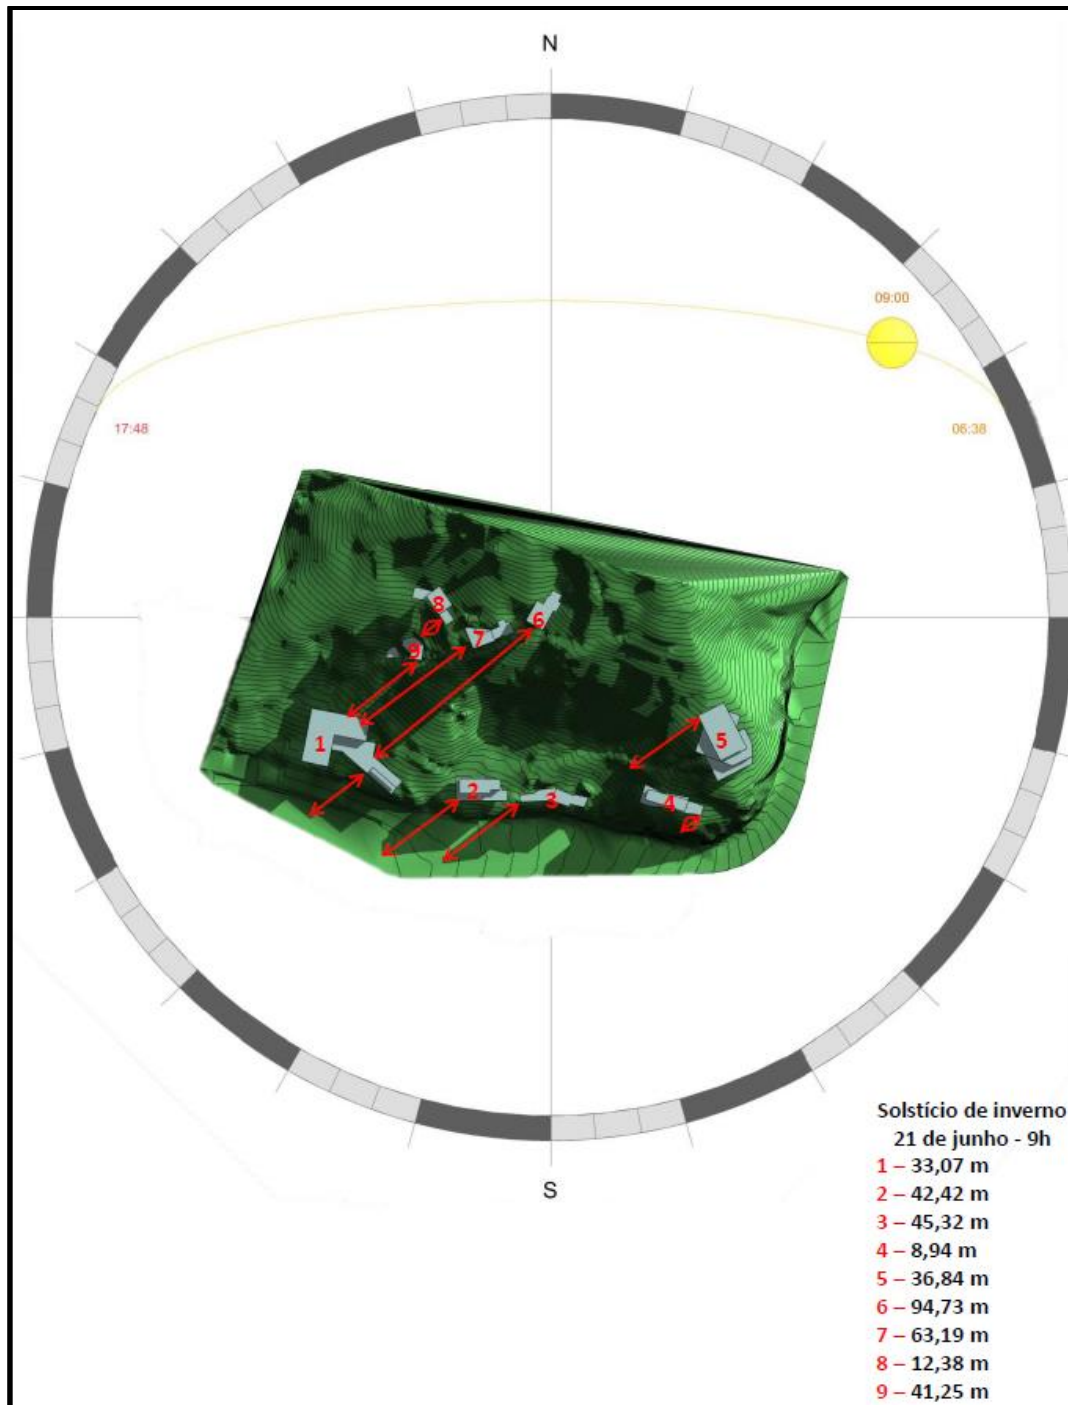 N
09:00
17:48
06:38
8
6
7
9
1
5
2
3
4
S
Solstício de inverno
21 de junho - 9h
1 – 33,07 m
2 – 42,42 m
3 – 45,32 m
4 – 8,94 m
5 – 36,84 m
6 – 94,73 m
7 – 63,19 m
8 – 12,38 m
9 – 41,25 m